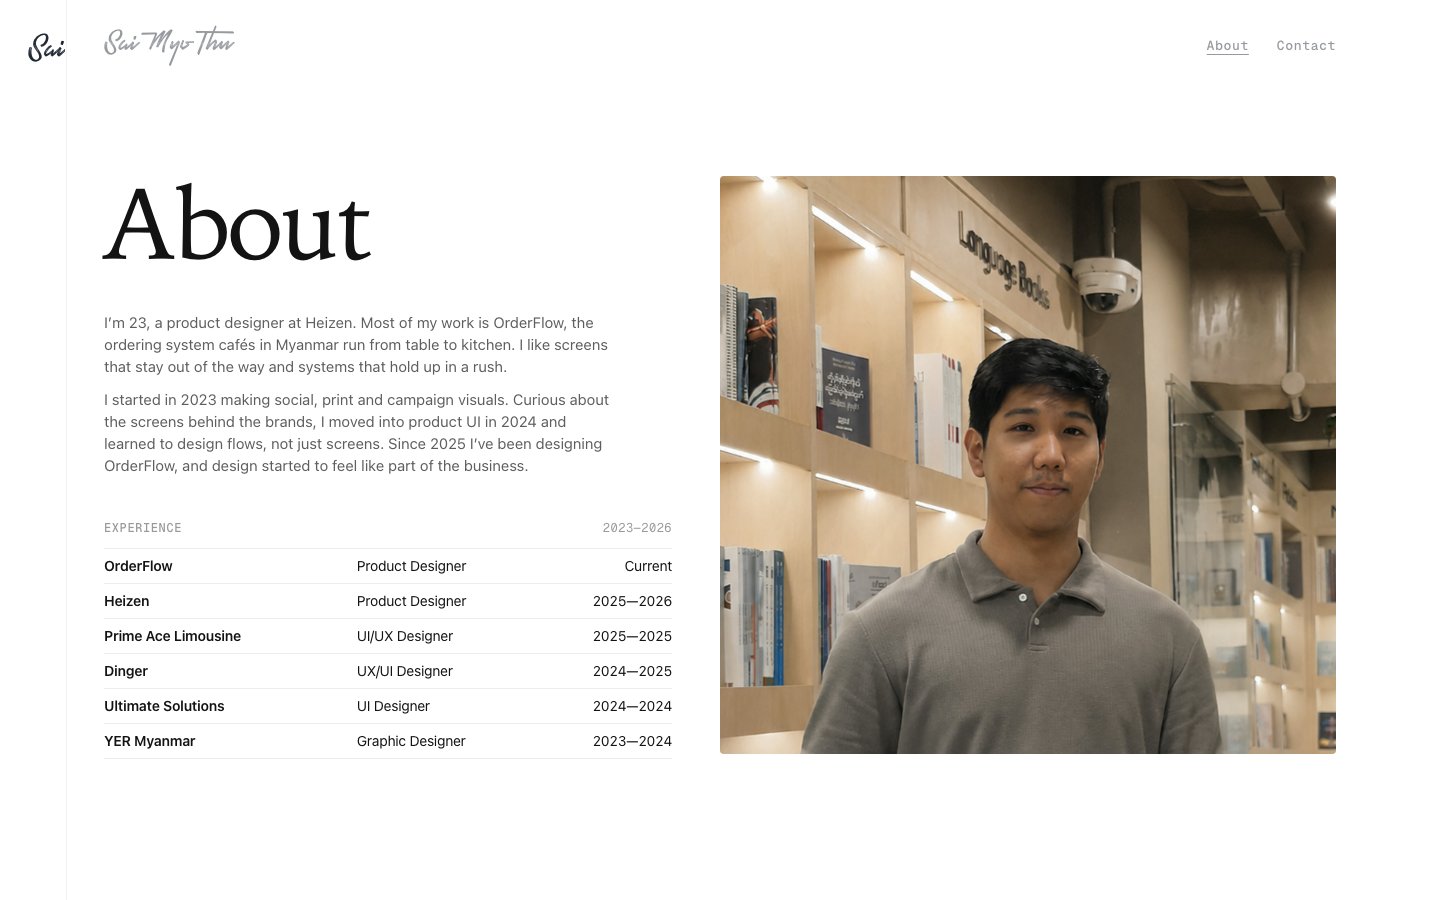 Sai
Sai Myo Thu
About
Contact
About
I’m 23, a product designer at Heizen. Most of my work is OrderFlow, the
ordering system cafés in Myanmar run from table to kitchen. I like screens
that stay out of the way and systems that hold up in a rush.
I started in 2023 making social, print and campaign visuals. Curious about
the screens behind the brands, I moved into product UI in 2024 and
learned to design flows, not just screens. Since 2025 I’ve been designing
OrderFlow, and design started to feel like part of the business.
EXPERIENCE 2023—2026
OrderFlow Product Designer Current
Heizen Product Designer 2025—2026
Prime Ace Limousine UI/UX Designer 2025—2025
Dinger UX/UI Designer 2024—2025
Ultimate Solutions UI Designer 2024—2024
YER Myanmar Graphic Designer 2023—2024
Language Books